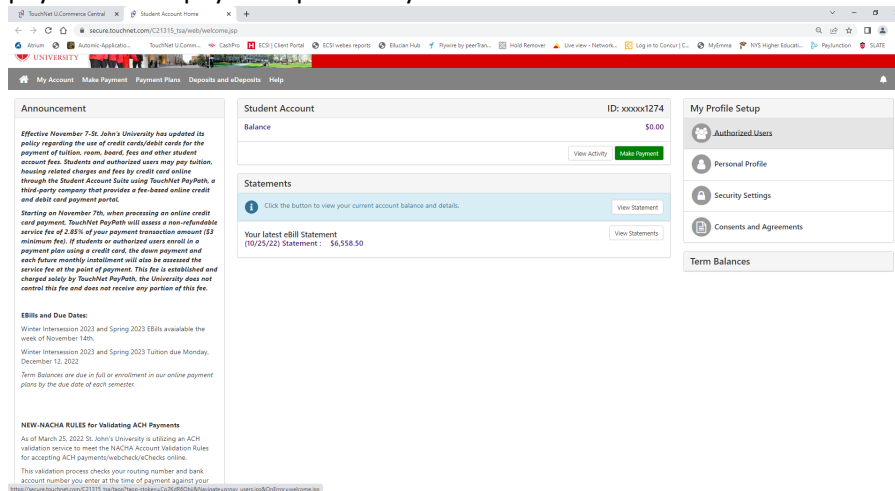 TouchNet U.Commerce Central
Student Account Home
secure.touchnet.com/C21315_tsa/web/welcome.jsp
Atrium
Automic-Applicatio...
TouchNet U.Comm...
CashPro
ECSI | Client Portal
ECSI webex reports
Ellucian Hub
Flywire by peerTran...
Hold Remover
Live view - Network...
Log in to Concur | C...
MyEmma
NYS Higher Educati...
PayJunction
SLATE
UNIVERSITY
My Account Make Payment Payment Plans Deposits and eDeposits Help
Announcement
Effective November 7-St. John's University has updated its
policy regarding the use of credit cards/debit cards for the
payment of tuition, room, board, fees and other student
account fees. Students and authorized users may pay tuition,
housing related charges and fees by credit card online
through the Student Account Suite using TouchNet PayPath, a
third-party company that provides a fee-based online credit
and debit card payment portal.
Starting on November 7th, when processing an online credit
card payment, TouchNet PayPath will assess a non-refundable
service fee of 2.85% of your payment transaction amount ($3
minimum fee). If students or authorized users enroll in a
payment plan using a credit card, the down payment and
each future monthly installment will also be assessed the
service fee at the point of payment. This fee is established and
charged solely by TouchNet PayPath, the University does not
control this fee and does not receive any portion of this fee.
EBills and Due Dates:
Winter Intersession 2023 and Spring 2023 EBills avaialable the
week of November 14th.
Winter Intersession 2023 and Spring 2023 Tuition due Monday.
December 12, 2022
Term Balances are due in full or enrollment in our online payment
plans by the due date of each semester.
NEW-NACHA RULES for Validating ACH Payments
As of March 25, 2022 St. John's University is utilizing an ACH
validation service to meet the NACHA Account Validation Rules
for accepting ACH payments/webcheck/eChecks online.
This validation process checks your routing number and bank
account number you enter at the time of payment against your
Student Account ID: xxxxx1274
Balance $0.00
View Activity Make Payment
Statements
Click the button to view your current account balance and details. View Statement
Your latest eBill Statement View Statements
(10/25/22) Statement : $6,558.50
My Profile Setup
Authorized Users
Personal Profile
Security Settings
Consents and Agreements
Term Balances